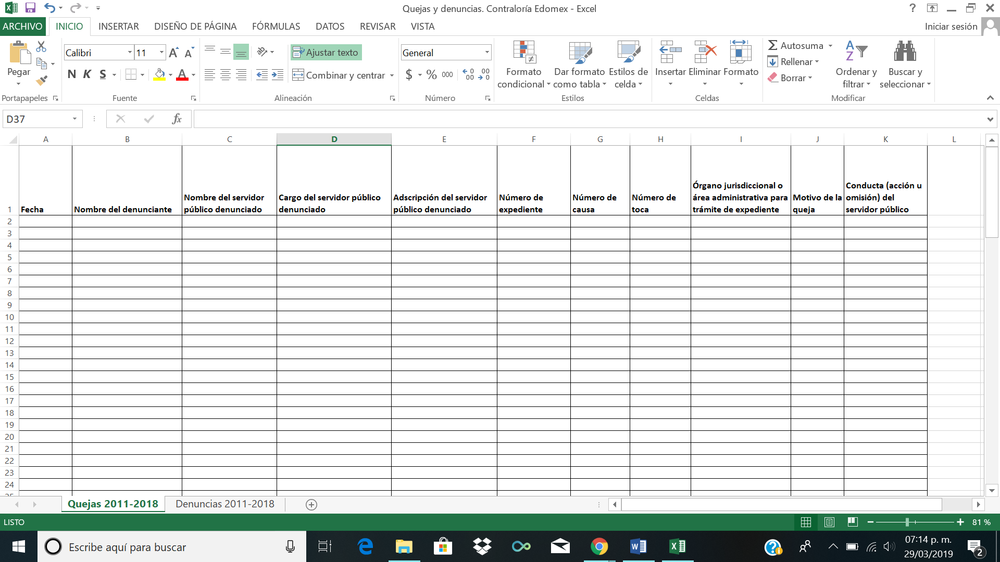 Quejas y denuncias. Contraloría Edomex - Excel
ARCHIVO INICIO INSERTAR DISEÑO DE PÁGINA FÓRMULAS DATOS REVISAR VISTA
Iniciar sesión
Pegar
Portapapeles
Calibri 11
N K S
Fuente
Ajustar texto
Combinar y centrar
Alineación
General
$ % 000
Número
Formato condicional
Dar formato como tabla
Estilos de celda
Estilos
Insertar Eliminar Formato
Celdas
Autosuma
Rellenar
Borrar
Ordenar y filtrar
Buscar y seleccionar
Modificar
D37
fx
A B C D E F G H I J K L
1
Fecha
Nombre del denunciante
Nombre del servidor
público denunciado
Cargo del servidor público
denunciado
Adscripción del servidor
público denunciado
Número de
expediente
Número de
causa
Número de
toca
Órgano jurisdiccional o
área administrativa para
trámite de expediente
Motivo de la
queja
Conducta (acción u
omisión) del
servidor público
2
3
4
5
6
7
8
9
10
11
12
13
14
15
16
17
18
19
20
21
22
23
24
25
Quejas 2011-2018 Denuncias 2011-2018
LISTO
81 %
Escribe aquí para buscar
07:14 p. m.
29/03/2019
2